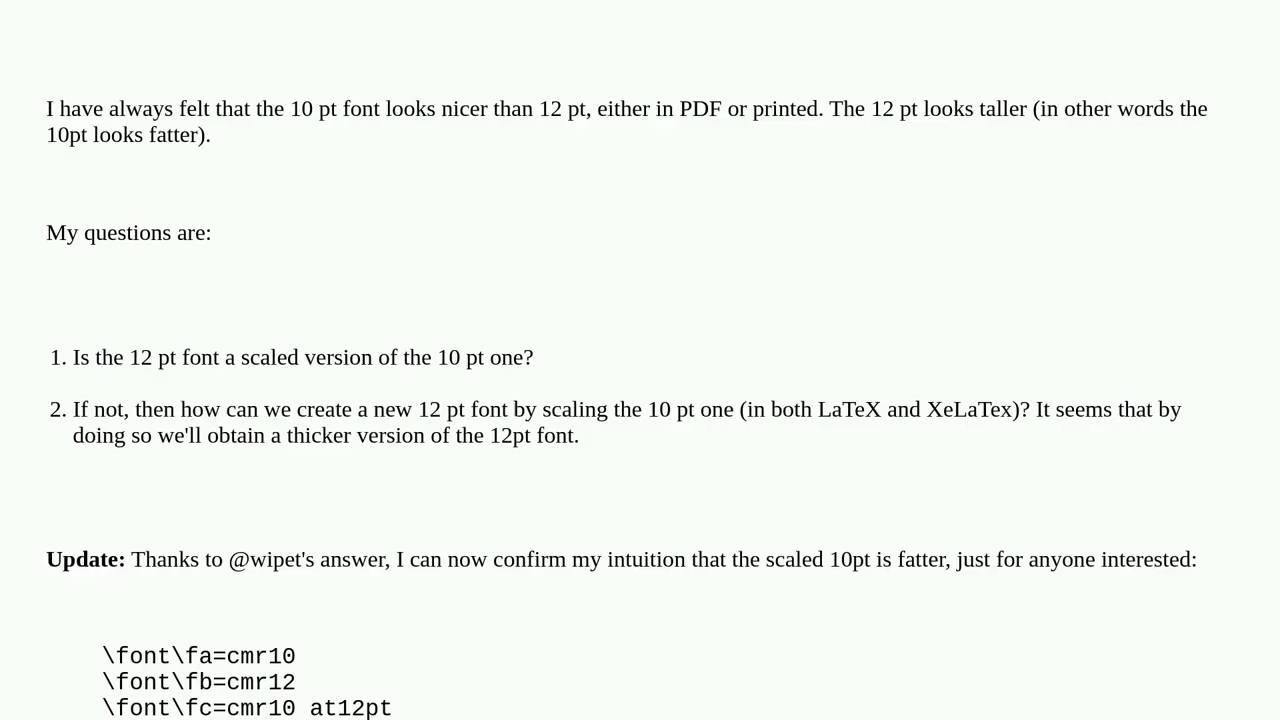 I have always felt that the 10 pt font looks nicer than 12 pt, either in PDF or printed. The 12 pt looks taller (in other words the
10pt looks fatter).
My questions are:
1. Is the 12 pt font a scaled version of the 10 pt one?
2. If not, then how can we create a new 12 pt font by scaling the 10 pt one (in both LaTeX and XeLaTex)? It seems that by
doing so we'll obtain a thicker version of the 12pt font.
Update: Thanks to @wipet's answer, I can now confirm my intuition that the scaled 10pt is fatter, just for anyone interested:
\font\fa=cmr10
\font\fb=cmr12
\font\fc=cmr10 at12pt